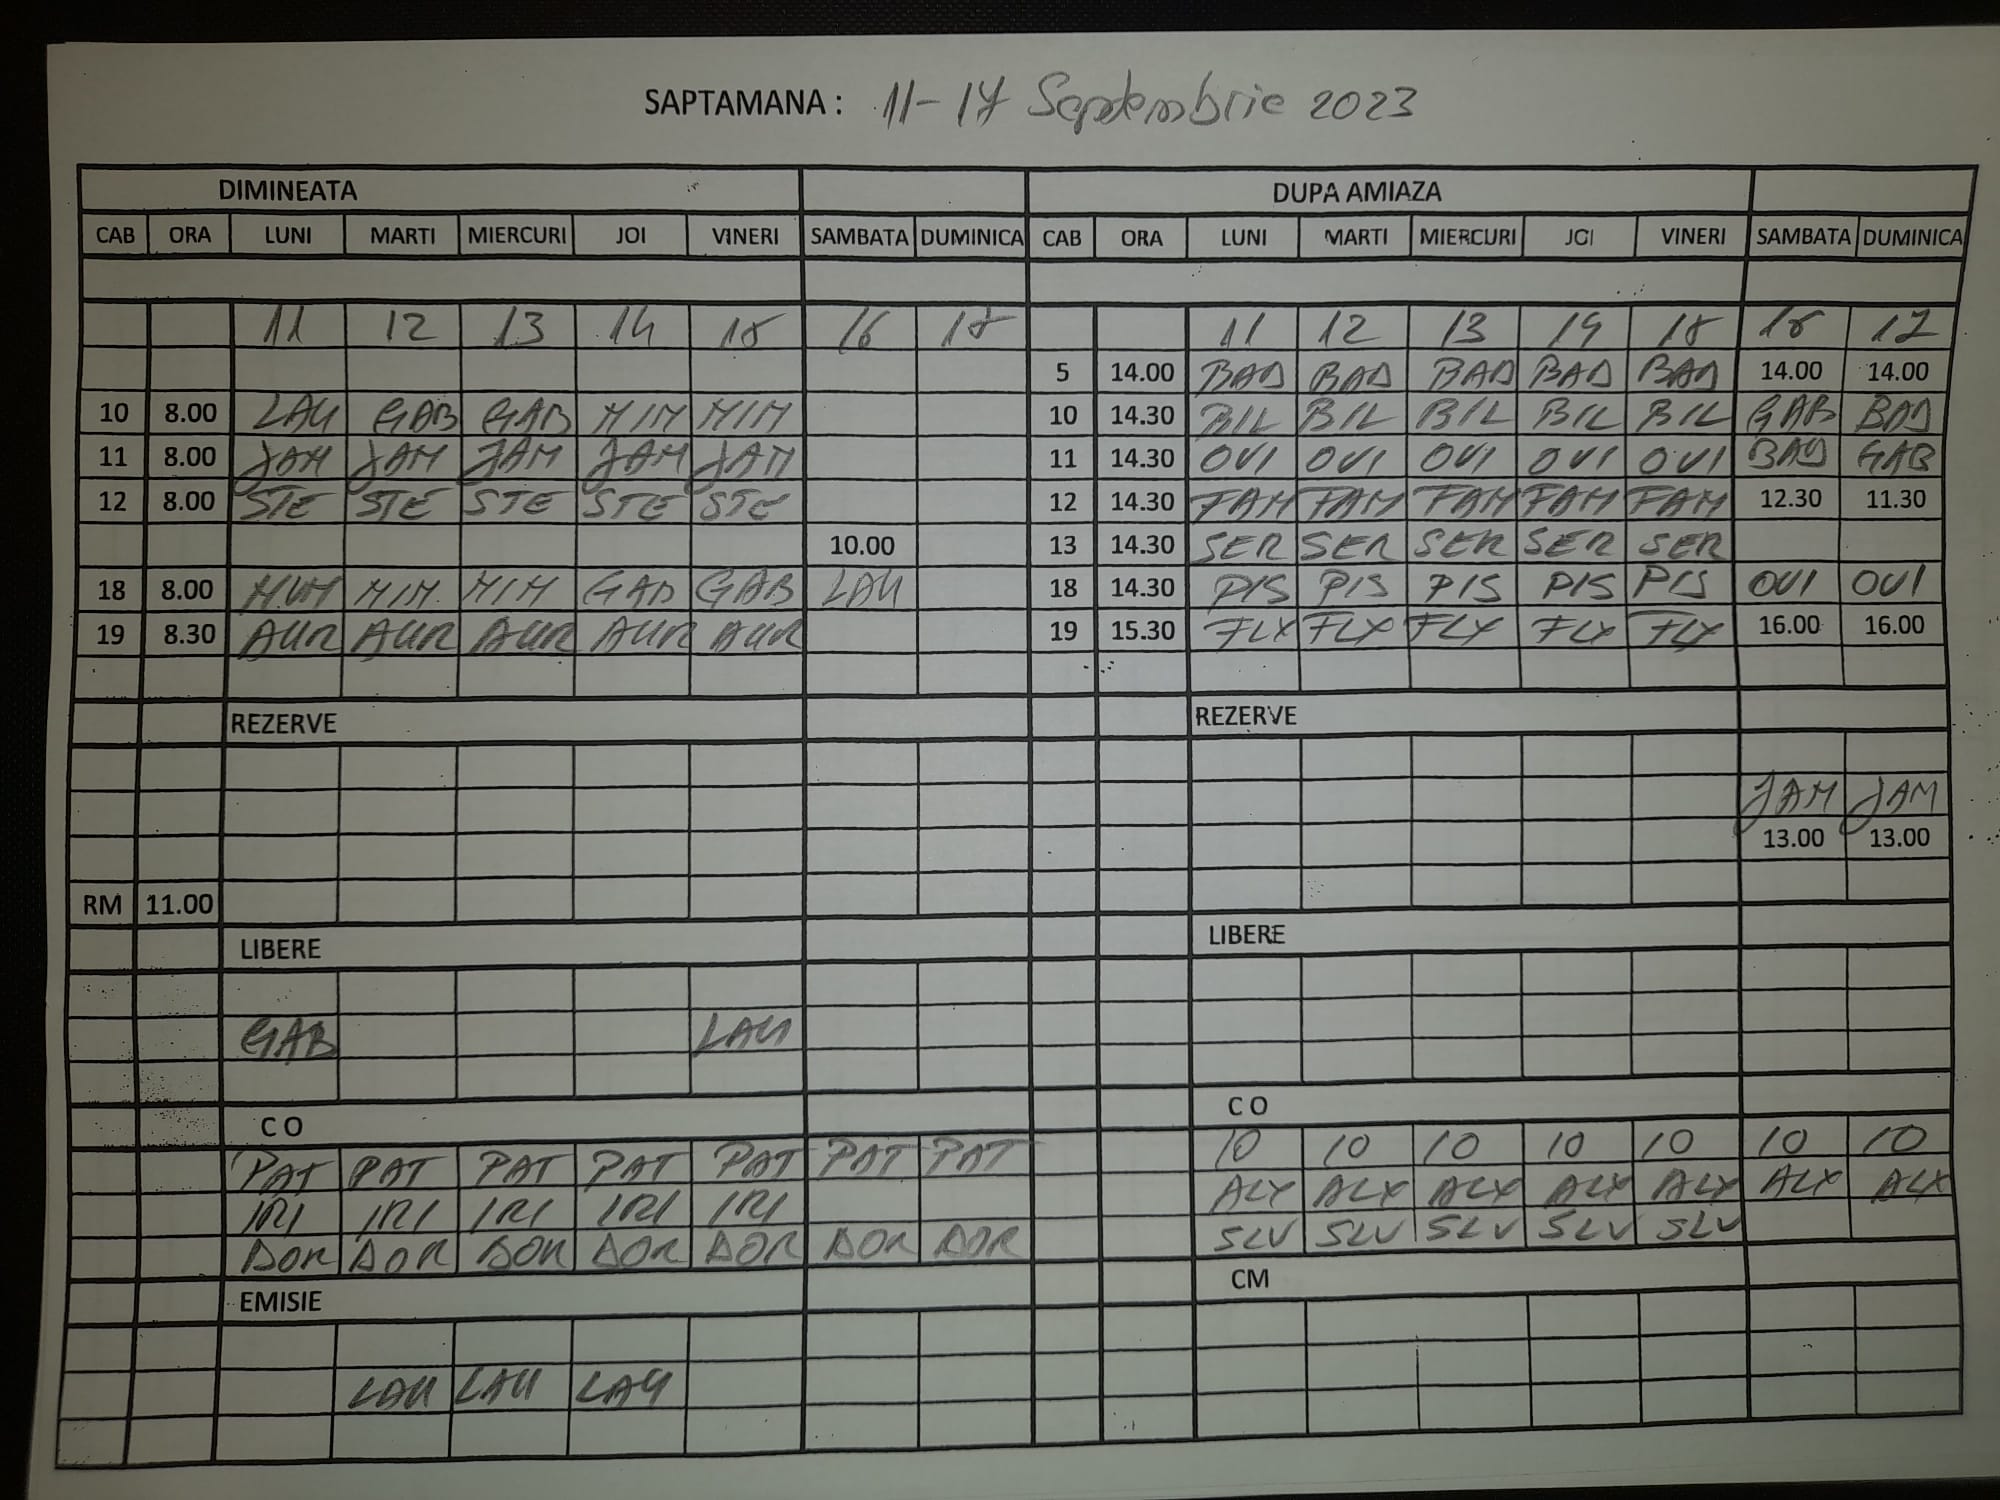 SAPTAMANA : 11-17 Septembrie 2023
DIMINEATA DUPA AMIAZA
CAB ORA LUNI MARTI MIERCURI JOI VINERI SAMBATA DUMINICA CAB ORA LUNI MARTI MIERCURI JOI VINERI SAMBATA DUMINICA
11 12 13 14 15 16 17 11 12 13 14 15 16 17
5 14.00 BAD BAD BAD BAD BAD 14.00 14.00
10 8.00 LAU GAB GAB MIM MIM 10 14.30 BIL BIL BIL BIL BIL GAB BAD
11 8.00 JAM JAM JAM JAM JAM 11 14.30 OVI OVI OVI OVI OVI BAD GAB
12 8.00 STE STE STE STE STE 12 14.30 FAM FAM FAM FAM FAM 12.30 11.30
10.00 13 14.30 SER SER SER SER SER
18 8.00 MIM MIM MIM GAB GAB LAU 18 14.30 PIS PIS PIS PIS PIS OVI OVI
19 8.30 AUR AUR AUR AUR AUR 19 15.30 FLX FLX FLX FLX FLX 16.00 16.00
REZERVE REZERVE
JAM JAM
13.00 13.00
RM 11.00
LIBERE LIBERE
GAB LAU
C O C O
PAT PAT PAT PAT PAT PAT PAT 10 10 10 10 10 10 10
IRI IRI IRI IRI IRI ALX ALX ALX ALX ALX ALX ALX
DOR DOR DOR DOR DOR DOR DOR SLV SLV SLV SLV SLV
EMISIE CM
LAU LAU LAU